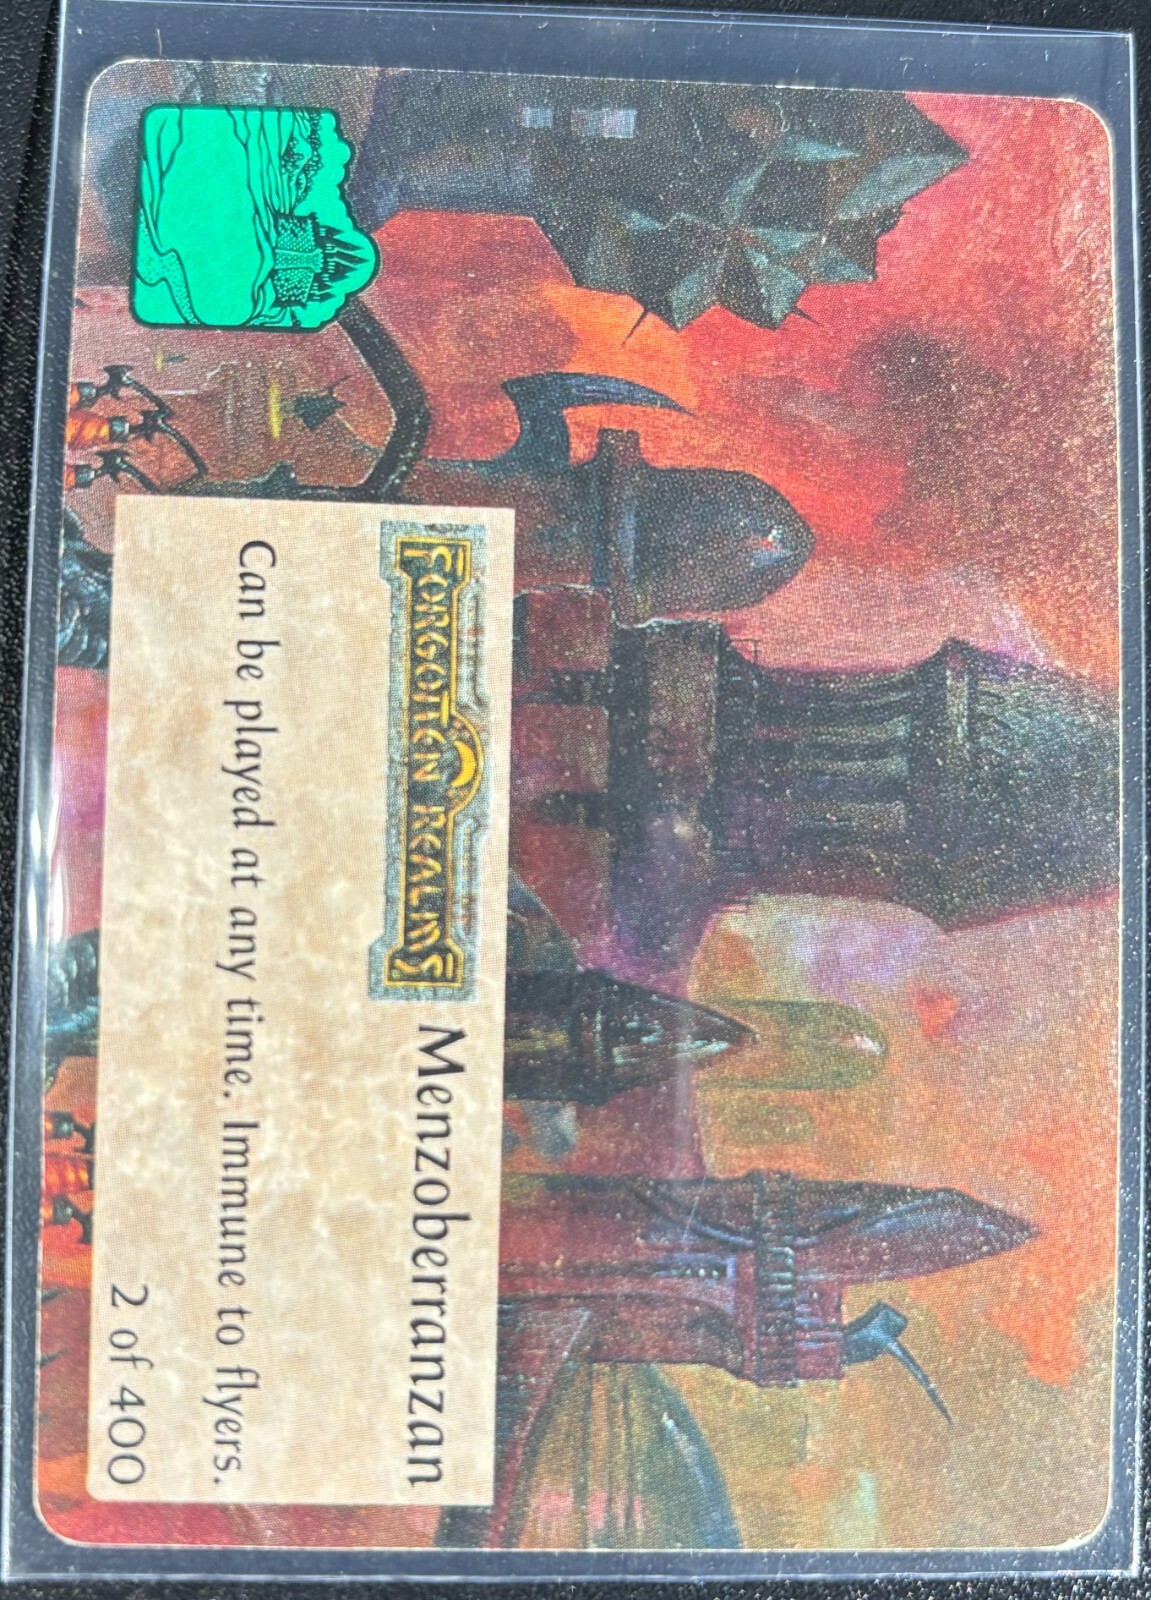 FORGOTTEN REALMS
Menzoberranzan
Can be played at any time. Immune to flyers.
2 of 400